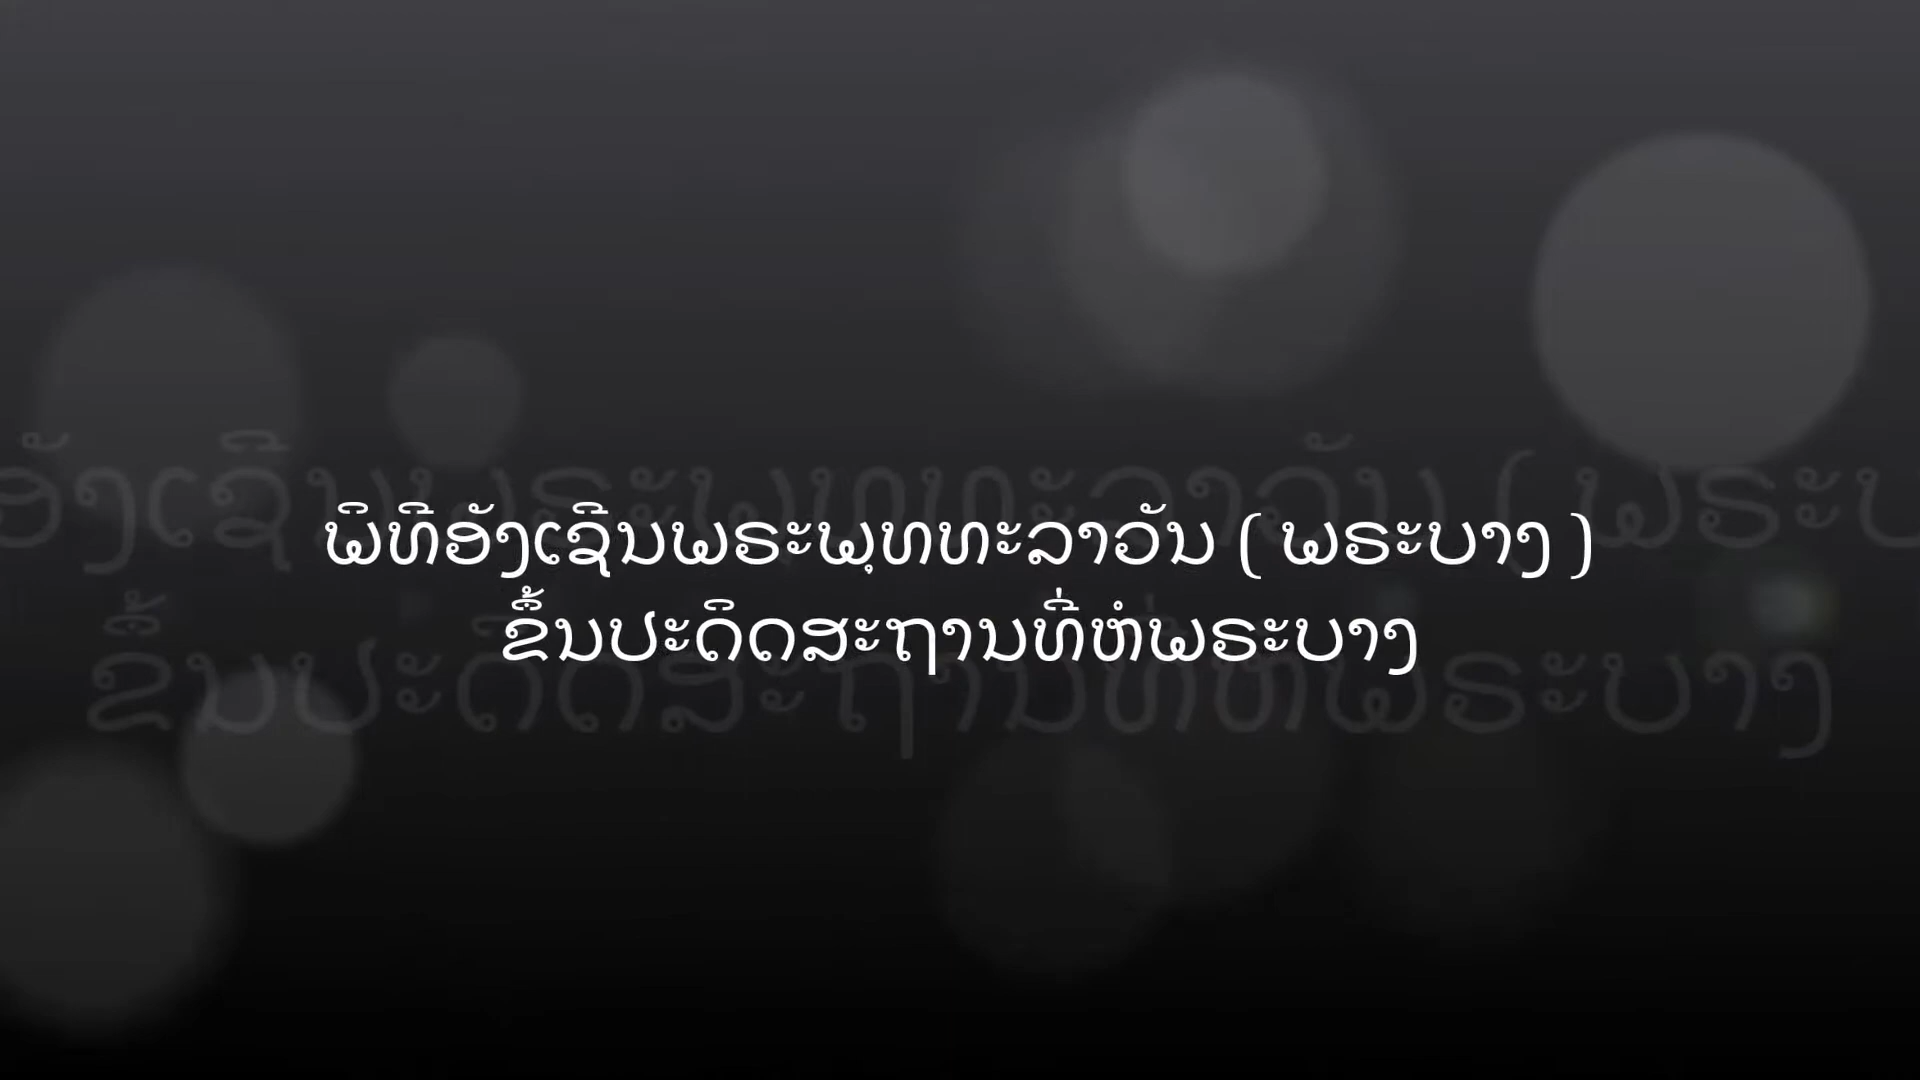 ພິທີອັງເຊີນພຣະພຸທທະລາວັນ ( ພຣະບາງ )
ຂຶ້ນປະດິດສະຖານທີ່ຫໍພຣະບາງ